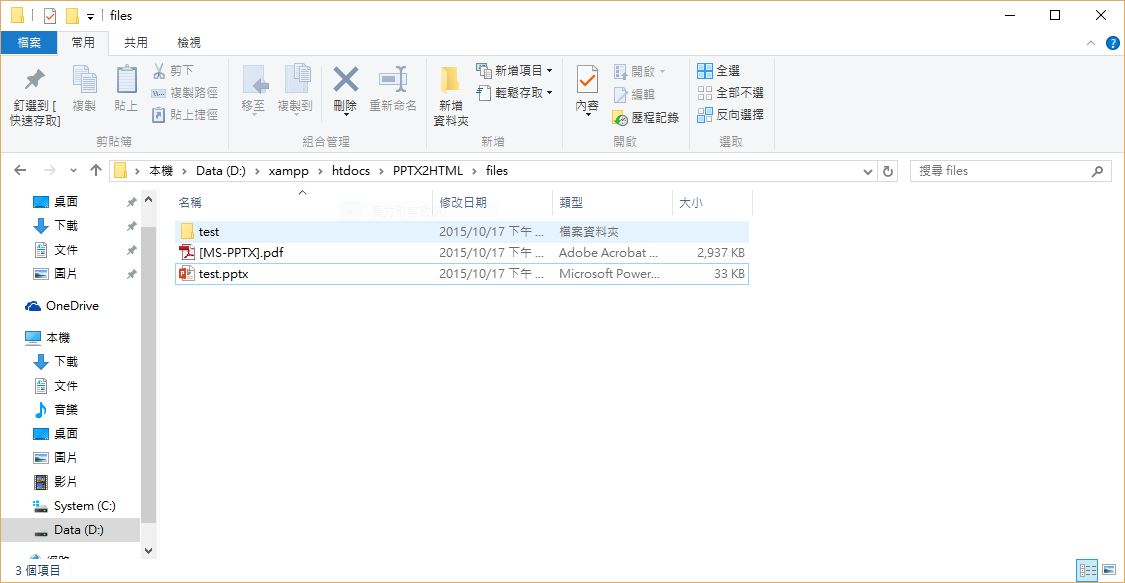 files
檔案 常用 共用 檢視
釘選到 [
快速存取]
複製
貼上
剪下
複製路徑
貼上捷徑
剪貼簿
移至
複製到
刪除
重新命名
組合管理
新增
資料夾
新增項目
輕鬆存取
新增
內容
開啟
編輯
歷程記錄
開啟
全選
全部不選
反向選擇
選取
本機 › Data (D:) › xampp › htdocs › PPTX2HTML › files
搜尋 files
桌面
下載
文件
圖片
OneDrive
本機
下載
文件
音樂
桌面
圖片
影片
System (C:)
Data (D:)
名稱 修改日期 類型 大小
test 2015/10/17 下午 ... 檔案資料夾
[MS-PPTX].pdf 2015/10/17 下午 ... Adobe Acrobat ... 2,937 KB
test.pptx 2015/10/17 下午 ... Microsoft Power... 33 KB
3 個項目